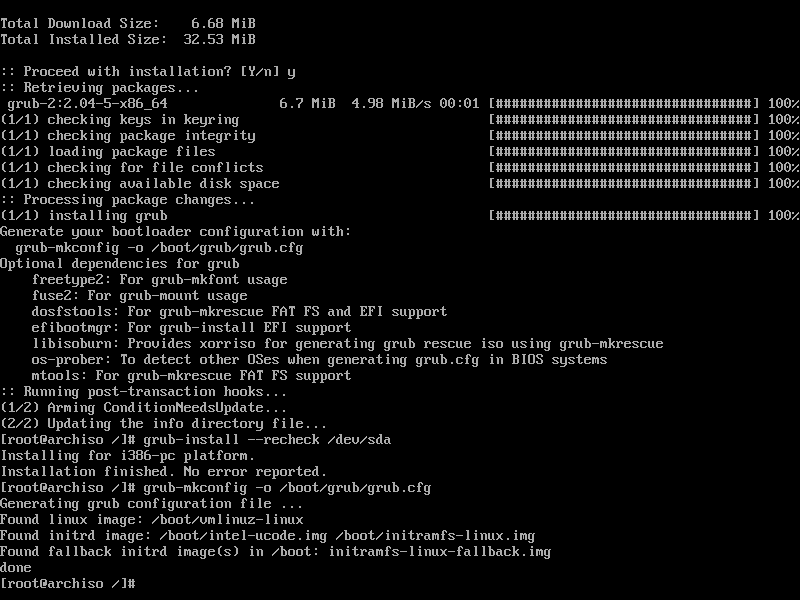 Total Download Size:    6.68 MiB
Total Installed Size:  32.53 MiB
:: Proceed with installation? [Y/n] y
:: Retrieving packages...
 grub-2:2.04-5-x86_64              6.7 MiB  4.98 MiB/s 00:01 [################################] 100%
(1/1) checking keys in keyring                               [################################] 100%
(1/1) checking package integrity                             [################################] 100%
(1/1) loading package files                                  [################################] 100%
(1/1) checking for file conflicts                            [################################] 100%
(1/1) checking available disk space                          [################################] 100%
:: Processing package changes...
(1/1) installing grub                                        [################################] 100%
Generate your bootloader configuration with:
  grub-mkconfig -o /boot/grub/grub.cfg
Optional dependencies for grub
    freetype2: For grub-mkfont usage
    fuse2: For grub-mount usage
    dosfstools: For grub-mkrescue FAT FS and EFI support
    efibootmgr: For grub-install EFI support
    libisoburn: Provides xorriso for generating grub rescue iso using grub-mkrescue
    os-prober: To detect other OSes when generating grub.cfg in BIOS systems
    mtools: For grub-mkrescue FAT FS support
:: Running post-transaction hooks...
(1/2) Arming ConditionNeedsUpdate...
(2/2) Updating the info directory file...
[root@archiso /]# grub-install --recheck /dev/sda
Installing for i386-pc platform.
Installation finished. No error reported.
[root@archiso /]# grub-mkconfig -o /boot/grub/grub.cfg
Generating grub configuration file ...
Found linux image: /boot/vmlinuz-linux
Found initrd image: /boot/intel-ucode.img /boot/initramfs-linux.img
Found fallback initrd image(s) in /boot: initramfs-linux-fallback.img
done
[root@archiso /]#